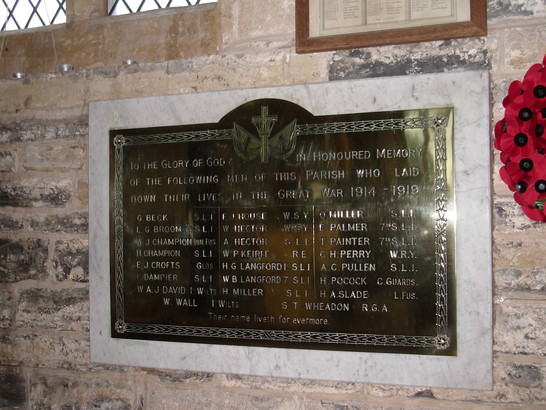 To the Glory of God & in Honoured Memory
of the following men of this Parish who laid
down their lives in the Great War 1914-1919
G BECK S.L.I. F J HOUSE W.S.Y. O MILLER S.L.I.
L G BROOM 7 S.L.I. W HECTOR F PALMER 7th S.L.I.
W J CHAMPION A HECTOR S.L.I. T PAINTER 7th S.L.I.
H CHAMPION S.L.I. W P KEIRLE R.E. C H PERRY W.R.Y.
E J CROFTS GLOS H G LANGFORD 1st S.L.I. A C PULLEN S.L.I.
DAMPIER S.L.I. W B LANGFORD 7 S.L.I. H POCOCK C.GUARDS.
W A J DAVID 1 WILTS H MILLER S.L.I. H A SLADE L.FUS.
W WALL 1 WILTS S T WHEADON R.G.A.
Their name liveth for evermore.